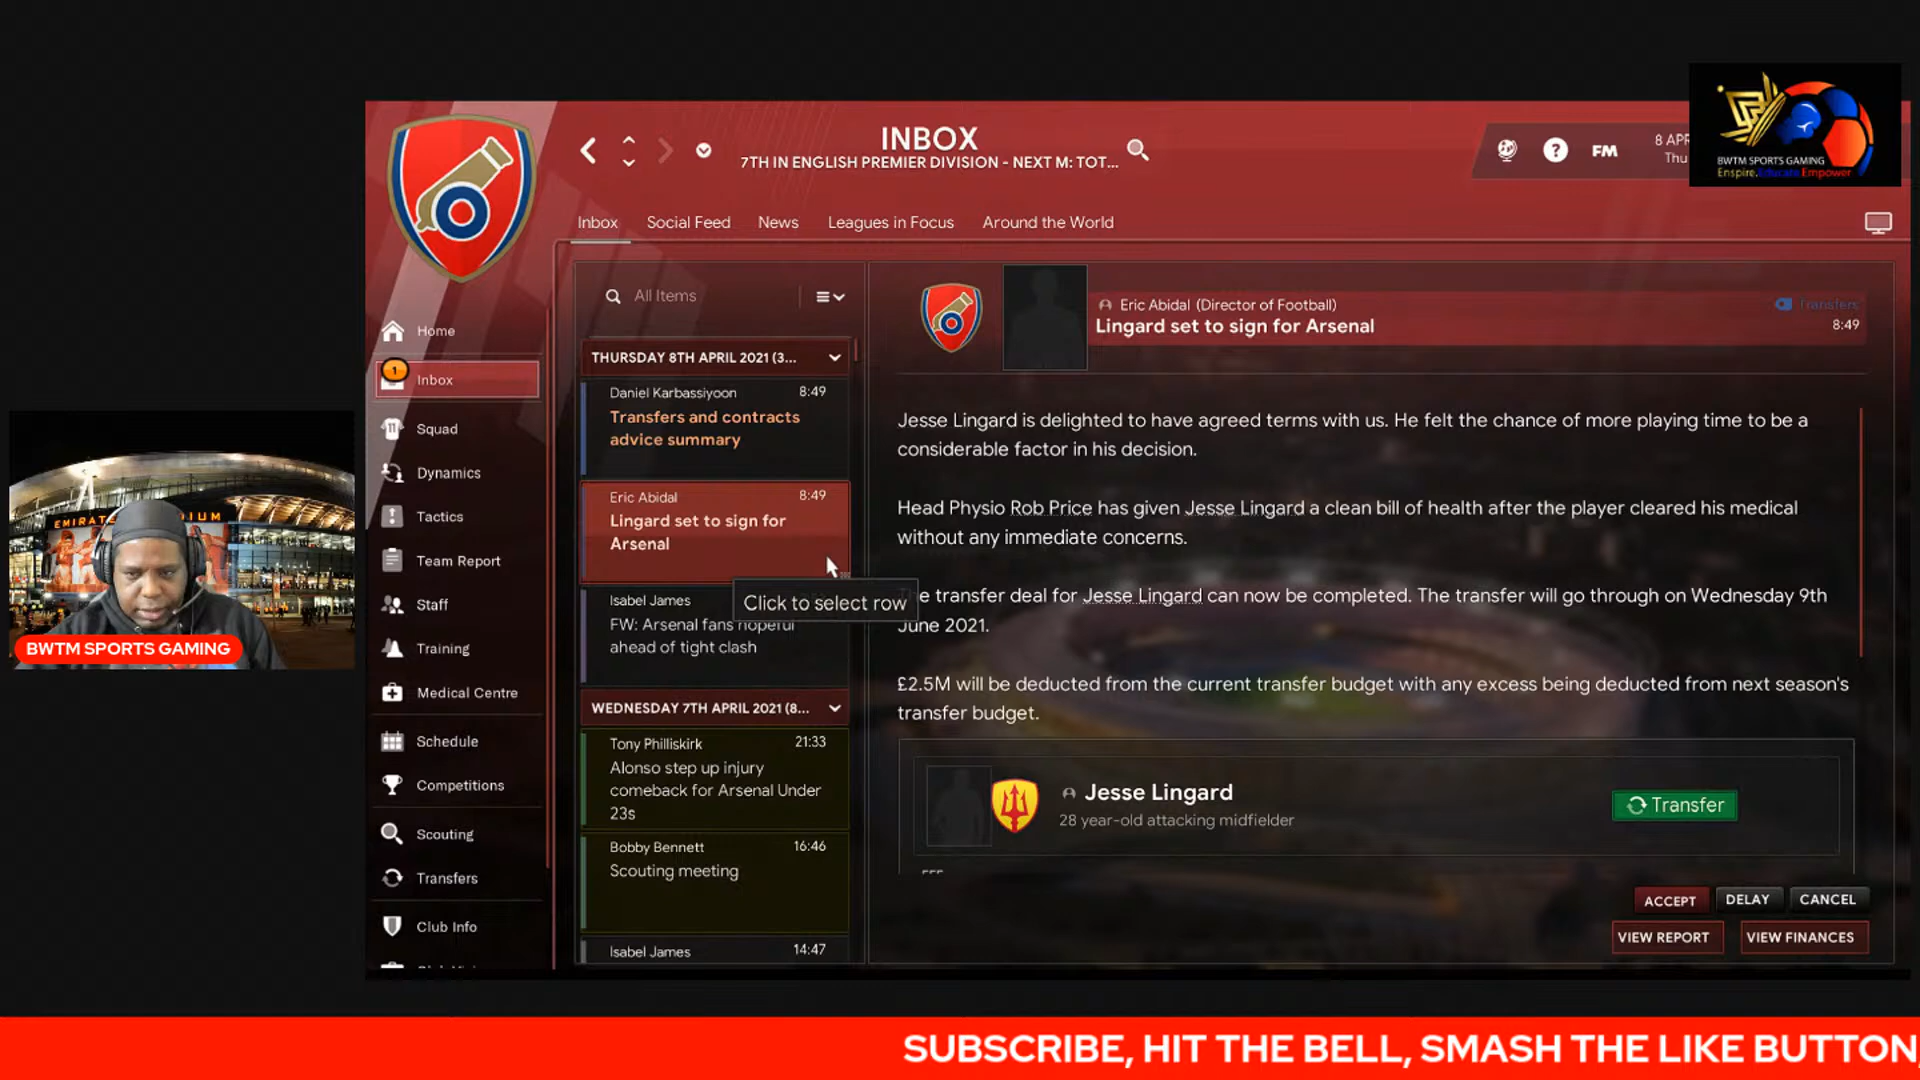 INBOX
7TH IN ENGLISH PREMIER DIVISION - NEXT M: TOT...
? FM
8 APR
Thu
BWTM SPORTS GAMING
Enspire.Educate.Empower
Inbox Social Feed News Leagues in Focus Around the World
Home
1
Inbox
11
Squad
Dynamics
Tactics
Team Report
Staff
Training
Medical Centre
Schedule
Competitions
Scouting
Transfers
Club Info
All Items
THURSDAY 8TH APRIL 2021 (3...
Daniel Karbassiyoon 8:49
Transfers and contracts
advice summary
Eric Abidal 8:49
Lingard set to sign for
Arsenal
Click to select row
Isabel James
FW: Arsenal fans hopeful
ahead of tight clash
WEDNESDAY 7TH APRIL 2021 (8...
Tony Philliskirk 21:33
Alonso step up injury
comeback for Arsenal Under
23s
Bobby Bennett 16:46
Scouting meeting
Isabel James 14:47
Eric Abidal (Director of Football)
Transfers
Lingard set to sign for Arsenal
8:49
Jesse Lingard is delighted to have agreed terms with us. He felt the chance of more playing time to be a
considerable factor in his decision.
Head Physio Rob Price has given Jesse Lingard a clean bill of health after the player cleared his medical
without any immediate concerns.
he transfer deal for Jesse Lingard can now be completed. The transfer will go through on Wednesday 9th
June 2021.
£2.5M will be deducted from the current transfer budget with any excess being deducted from next season's
transfer budget.
Jesse Lingard
28 year-old attacking midfielder
Transfer
ACCEPT DELAY CANCEL
VIEW REPORT VIEW FINANCES
BWTM SPORTS GAMING
SUBSCRIBE, HIT THE BELL, SMASH THE LIKE BUTTON